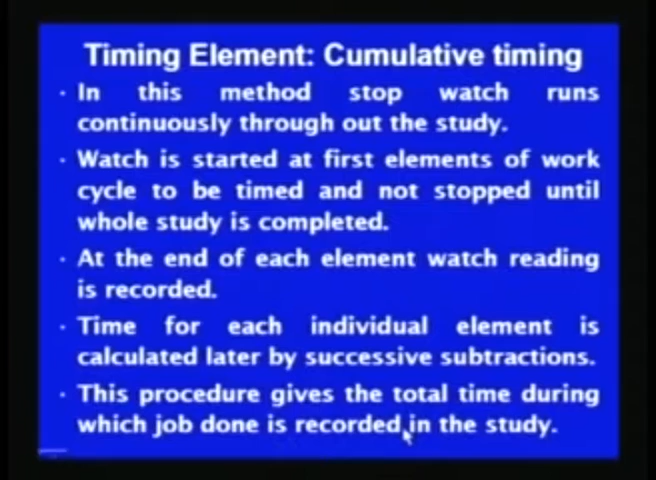 Timing Element: Cumulative timing
· In this method stop watch runs
continuously through out the study.
· Watch is started at first elements of work
cycle to be timed and not stopped until
whole study is completed.
· At the end of each element watch reading
is recorded.
· Time for each individual element is
calculated later by successive subtractions.
· This procedure gives the total time during
which job done is recorded in the study.